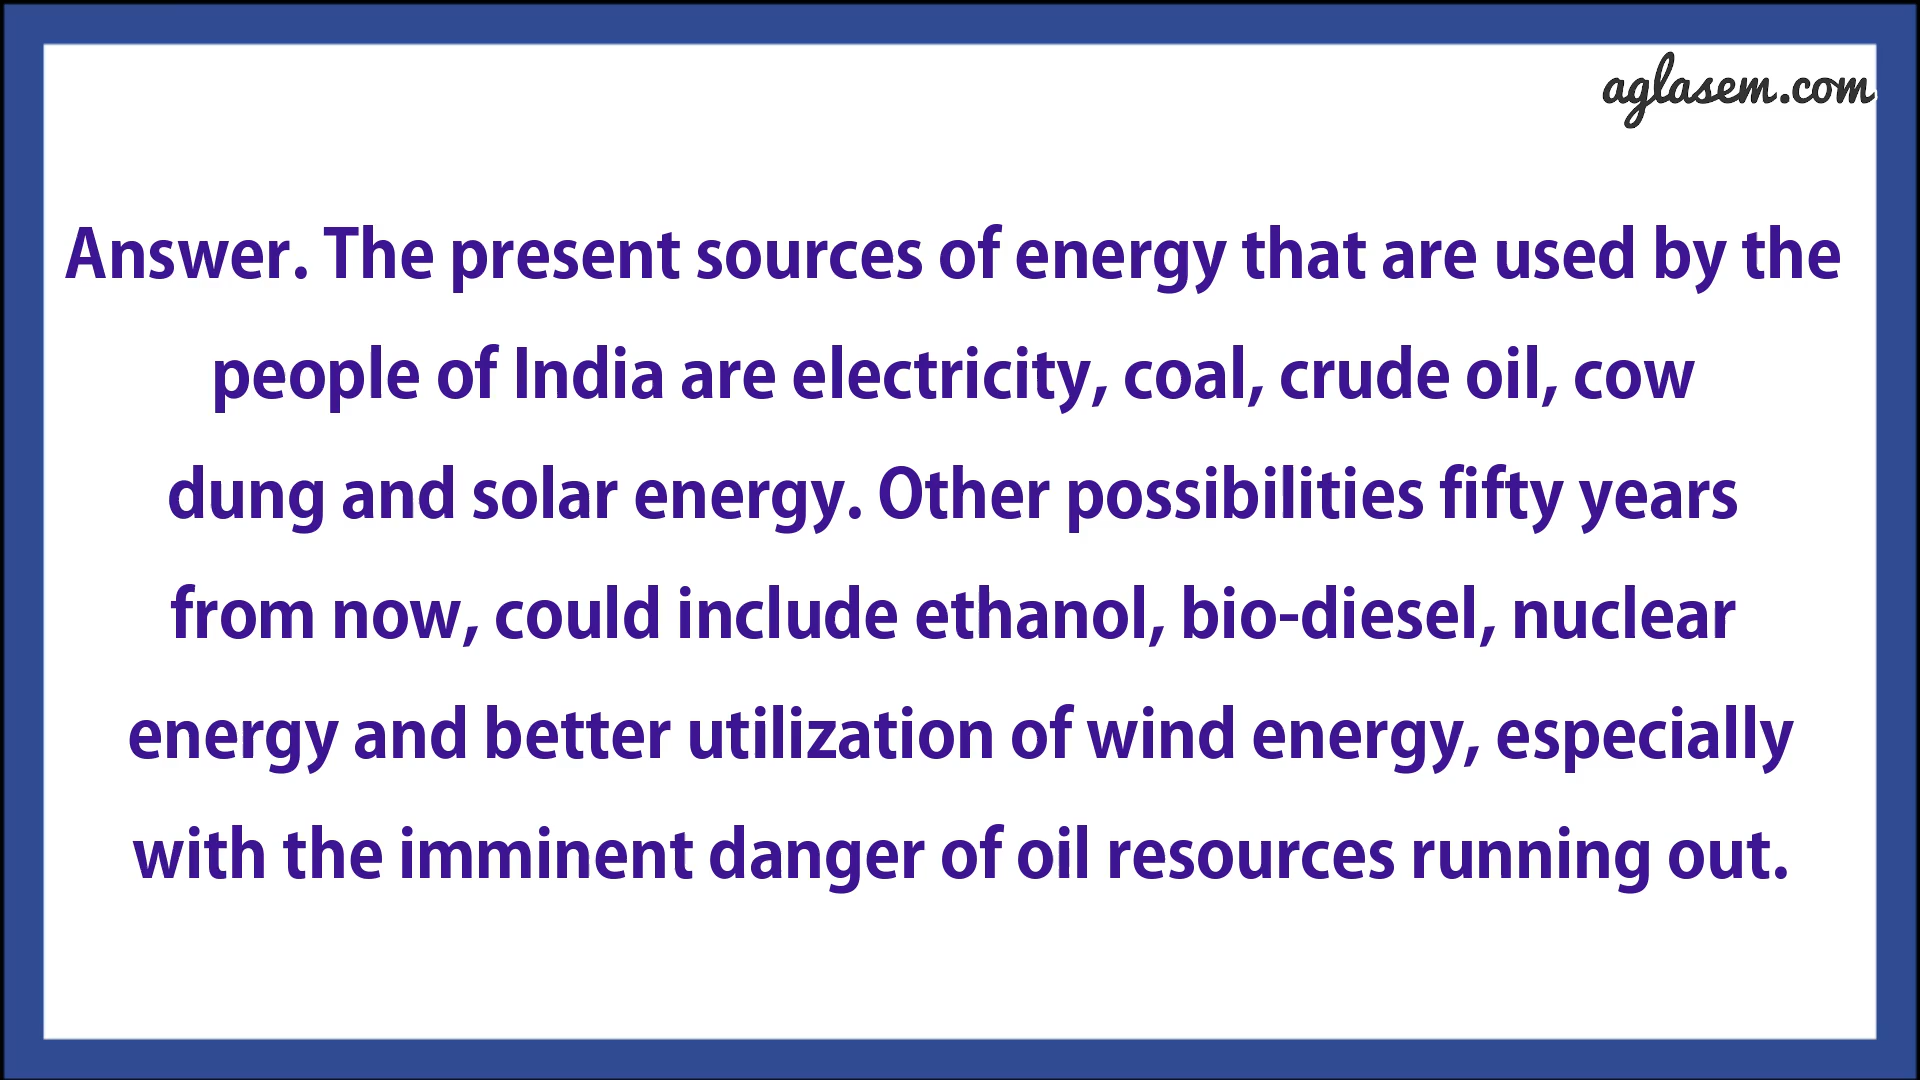 aglasem.com
Answer. The present sources of energy that are used by the
people of India are electricity, coal, crude oil, cow
dung and solar energy. Other possibilities fifty years
from now, could include ethanol, bio-diesel, nuclear
energy and better utilization of wind energy, especially
with the imminent danger of oil resources running out.